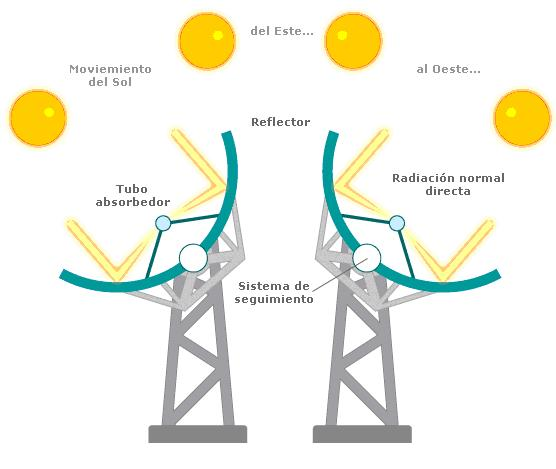 del Este...
Moviemiento
del Sol
al Oeste...
Reflector
Radiación normal
directa
Tubo
absorbedor
Sistema de
seguimiento